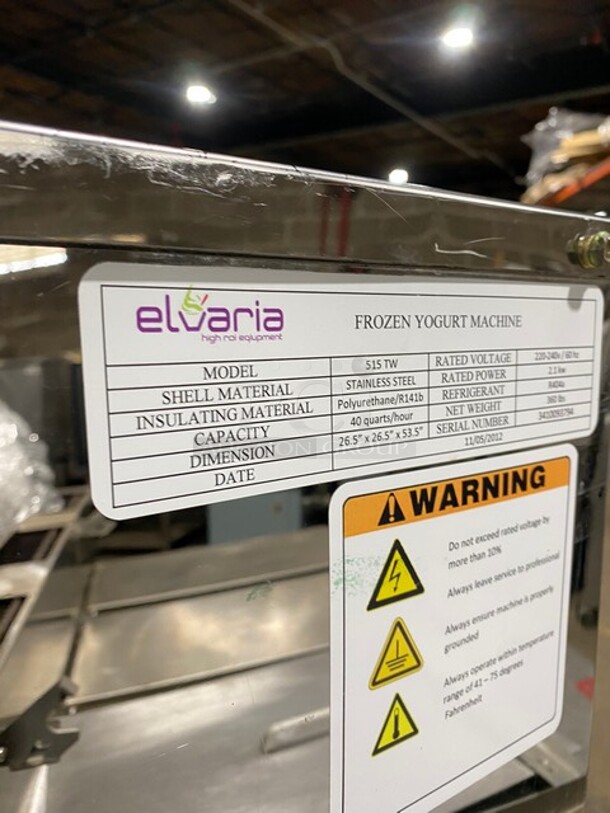 elvaria
high roi eqiupment
FROZEN YOGURT MACHINE
MODEL 515 TW RATED VOLTAGE 220-240v / 60 hz
SHELL MATERIAL STAINLESS STEEL RATED POWER 2.1 kw
INSULATING MATERIAL Polyurethane/R141b REFRIGERANT R404a
CAPACITY 40 quarts/hour NET WEIGHT 360 lbs
DIMENSION 26.5" x 26.5" x 53.5" SERIAL NUMBER 3410093794
DATE 11/05/2012
WARNING
Do not exceed rated voltage by
more than 10%
Always leave service to professional
Always ensure machine is properly
grounded
Always operate within temperature
range of 41 – 75 degrees
Fahrenheit